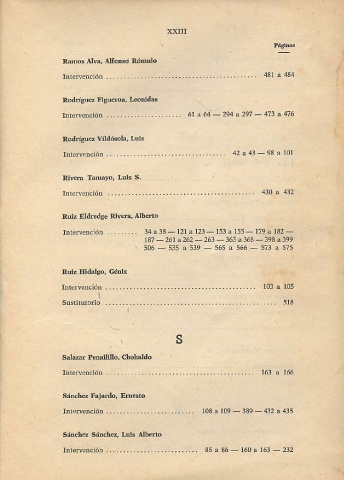 XXIII
Páginas
Ramos Alva, Alfonso Rómulo
Intervención ........................................ 481 a 484
Rodríguez Figueroa, Leonidas
Intervención .................... 61 a 64 — 294 a 297 — 473 a 476
Rodríguez Vildósola, Luis
Intervención ............................... 42 a 43 — 98 a 101
Rivera Tamayo, Luis S.
Intervención ........................................ 430 a 432
Ruiz Eldredge Rivera, Alberto
Intervención ........ 34 a 38 — 121 a 123 — 153 a 155 — 179 a 182 —
187 — 261 a 262 — 263 — 363 a 368 — 398 a 399
506 — 535 a 539 — 565 a 566 — 573 a 575
Ruiz Hidalgo, Génix
Intervención ........................................ 103 a 105
Sustitutorio ............................................. 518
S
Salazar Penailillo, Chobaldo
Intervención ........................................ 163 a 166
Sánchez Fajardo, Ernesto
Intervención ........................ 108 a 109 — 389 — 432 a 435
Sánchez Sánchez, Luis Alberto
Intervención ........................ 85 a 86 — 160 a 163 — 232